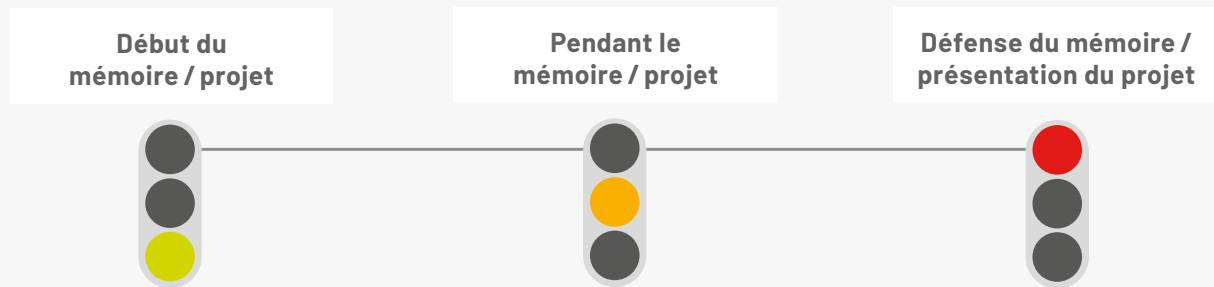 Début du
mémoire / projet
Pendant le
mémoire / projet
Défense du mémoire /
présentation du projet